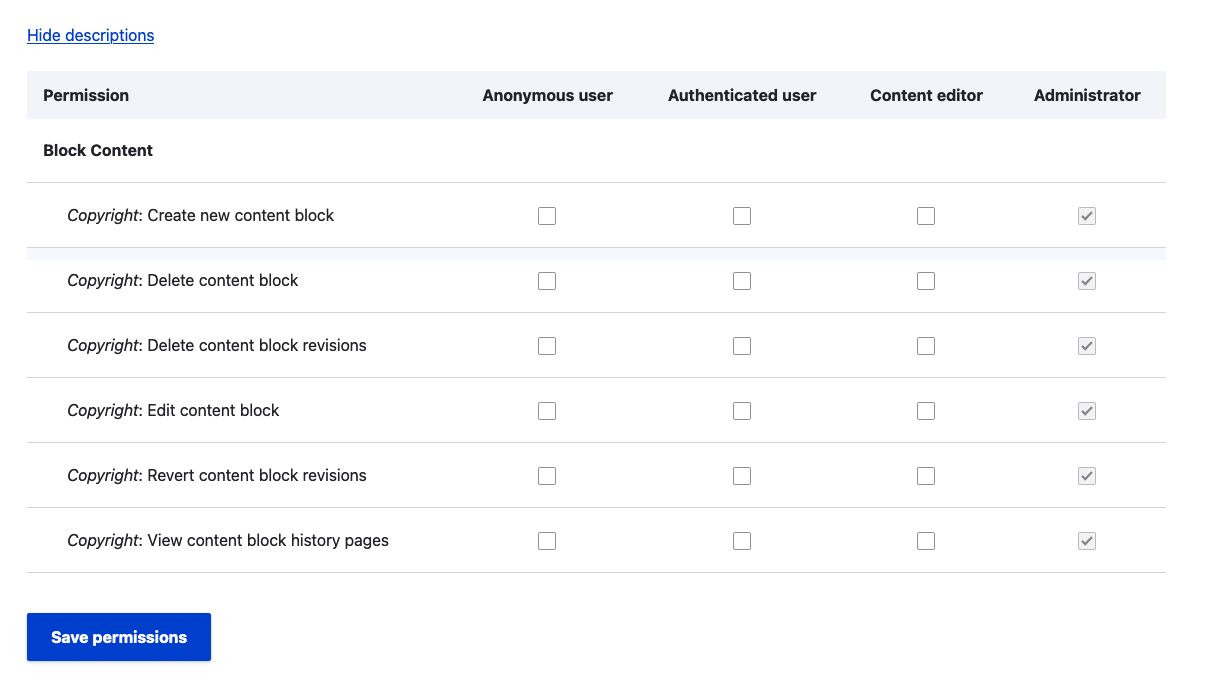 Hide descriptions
Permission Anonymous user Authenticated user Content editor Administrator
Block Content
Copyright: Create new content block
Copyright: Delete content block
Copyright: Delete content block revisions
Copyright: Edit content block
Copyright: Revert content block revisions
Copyright: View content block history pages
Save permissions